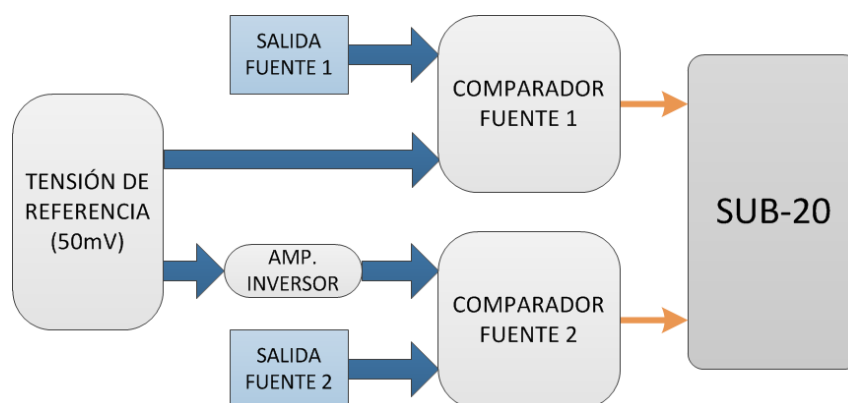 SALIDA
FUENTE 1
COMPARADOR
FUENTE 1
TENSIÓN DE
REFERENCIA
(50mV)
SUB-20
AMP.
INVERSOR
COMPARADOR
FUENTE 2
SALIDA
FUENTE 2